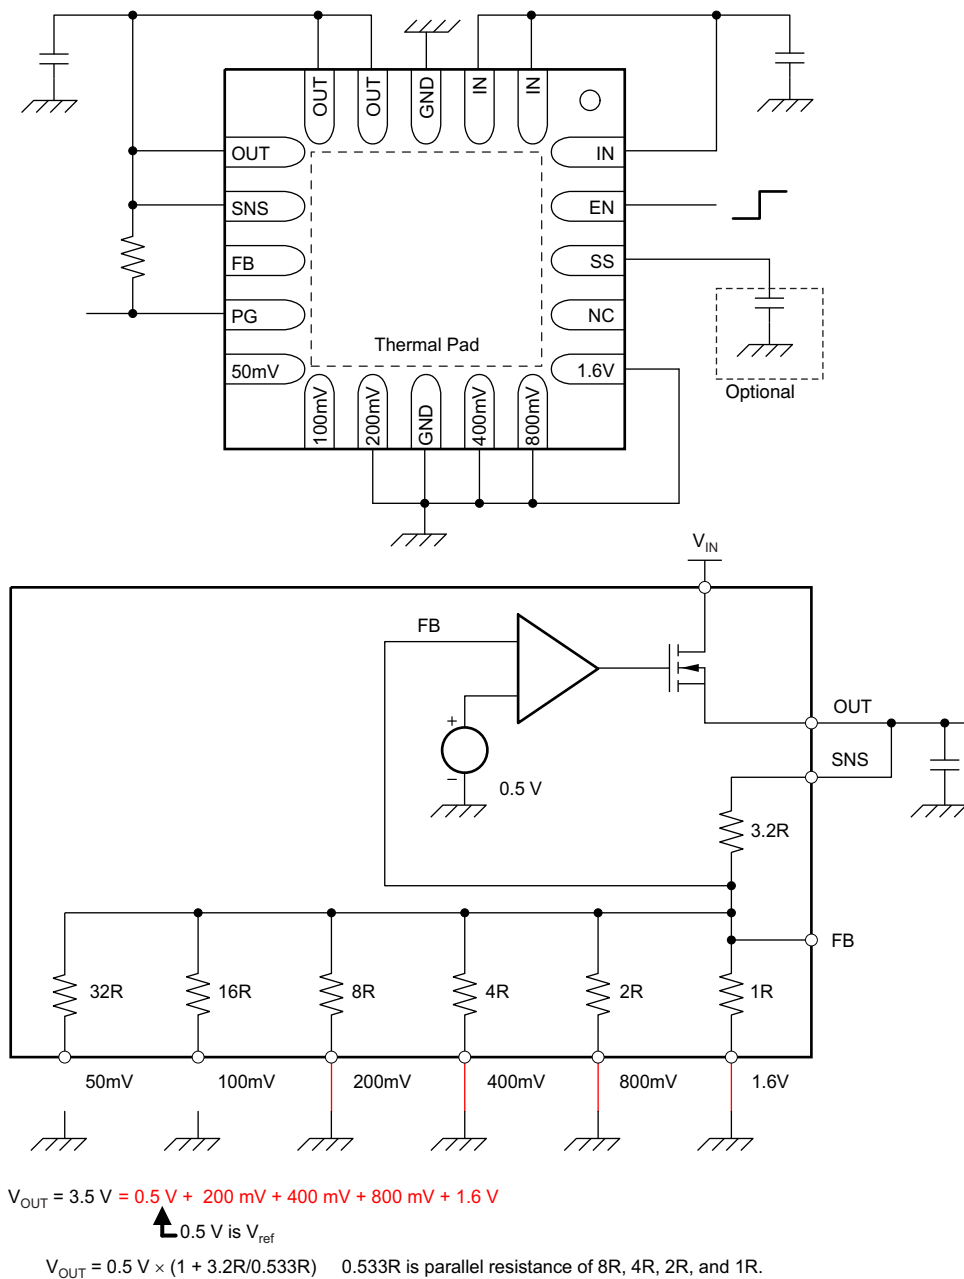 OUT
OUT
GND
IN
IN
OUT
IN
SNS
EN
FB
SS
PG
NC
50mV
Thermal Pad
1.6V
100mV
200mV
GND
400mV
800mV
Optional
VIN
FB
OUT
+
SNS
−
0.5 V
3.2R
FB
32R
16R
8R
4R
2R
1R
50mV
100mV
200mV
400mV
800mV
1.6V
VOUT = 3.5 V = 0.5 V + 200 mV + 400 mV + 800 mV + 1.6 V
0.5 V is Vref
VOUT = 0.5 V × (1 + 3.2R/0.533R) 0.533R is parallel resistance of 8R, 4R, 2R, and 1R.